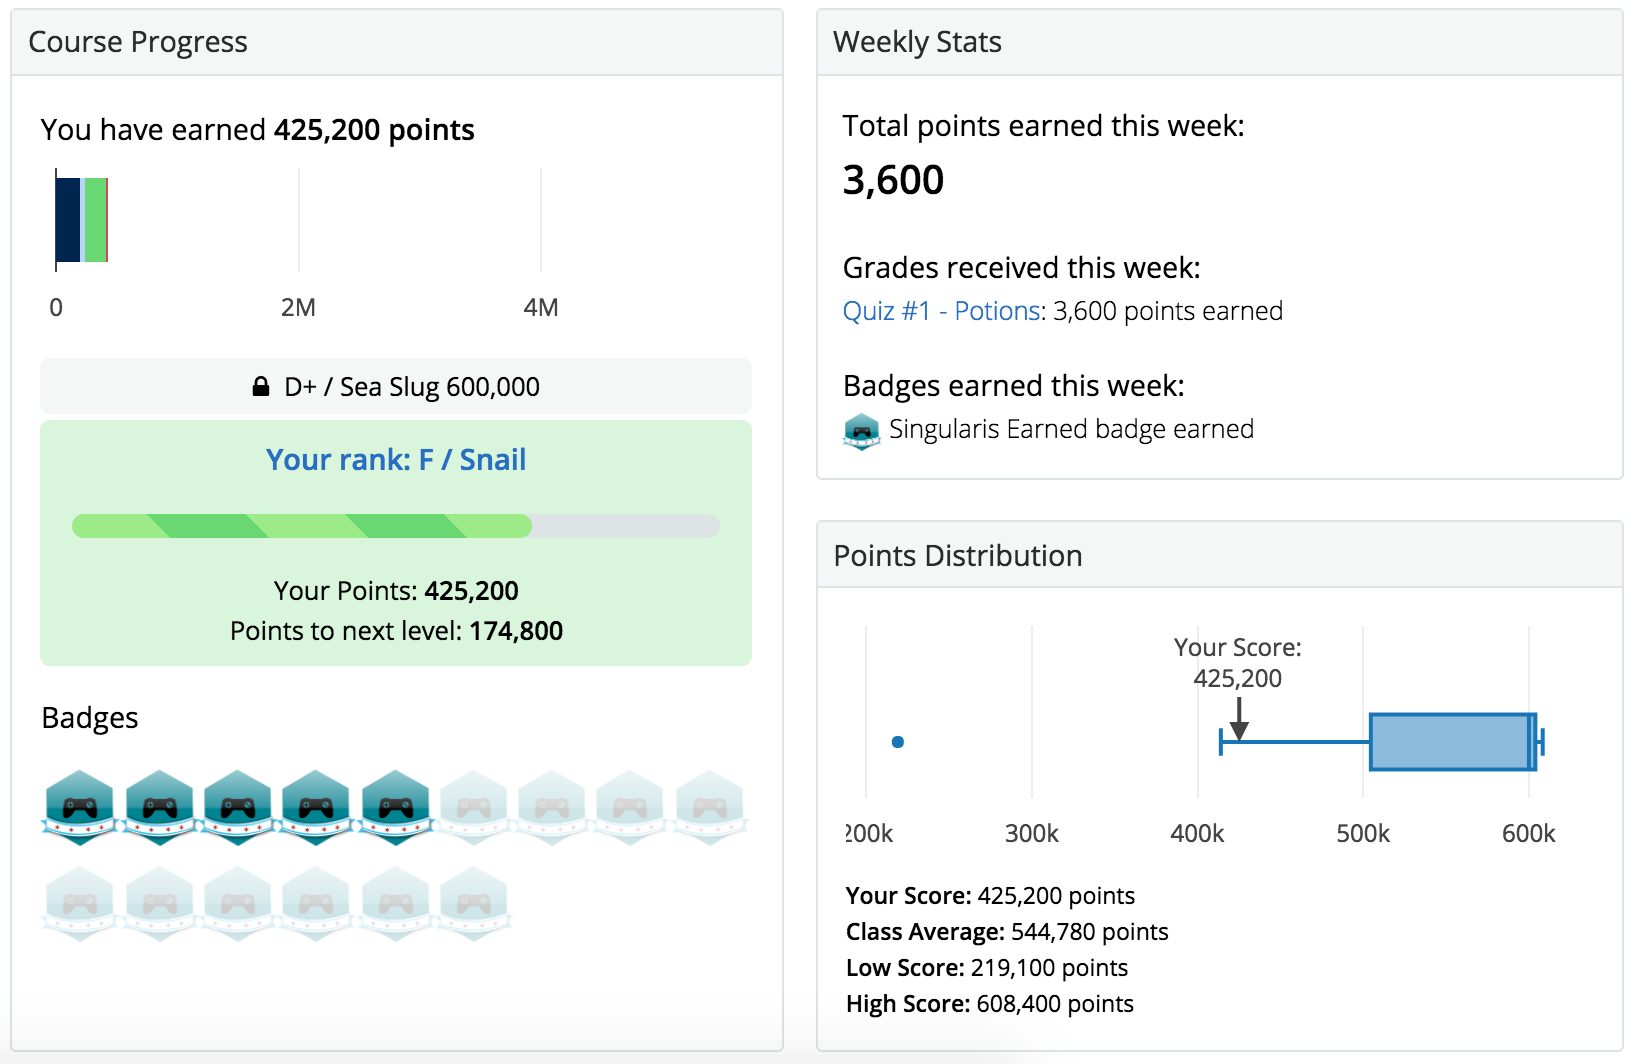 Course Progress
You have earned 425,200 points
0 2M 4M
D+ / Sea Slug 600,000
Your rank: F / Snail
Your Points: 425,200
Points to next level: 174,800
Badges
Weekly Stats
Total points earned this week:
3,600
Grades received this week:
Quiz #1 - Potions: 3,600 points earned
Badges earned this week:
Singularis Earned badge earned
Points Distribution
Your Score:
425,200
200k 300k 400k 500k 600k
Your Score: 425,200 points
Class Average: 544,780 points
Low Score: 219,100 points
High Score: 608,400 points